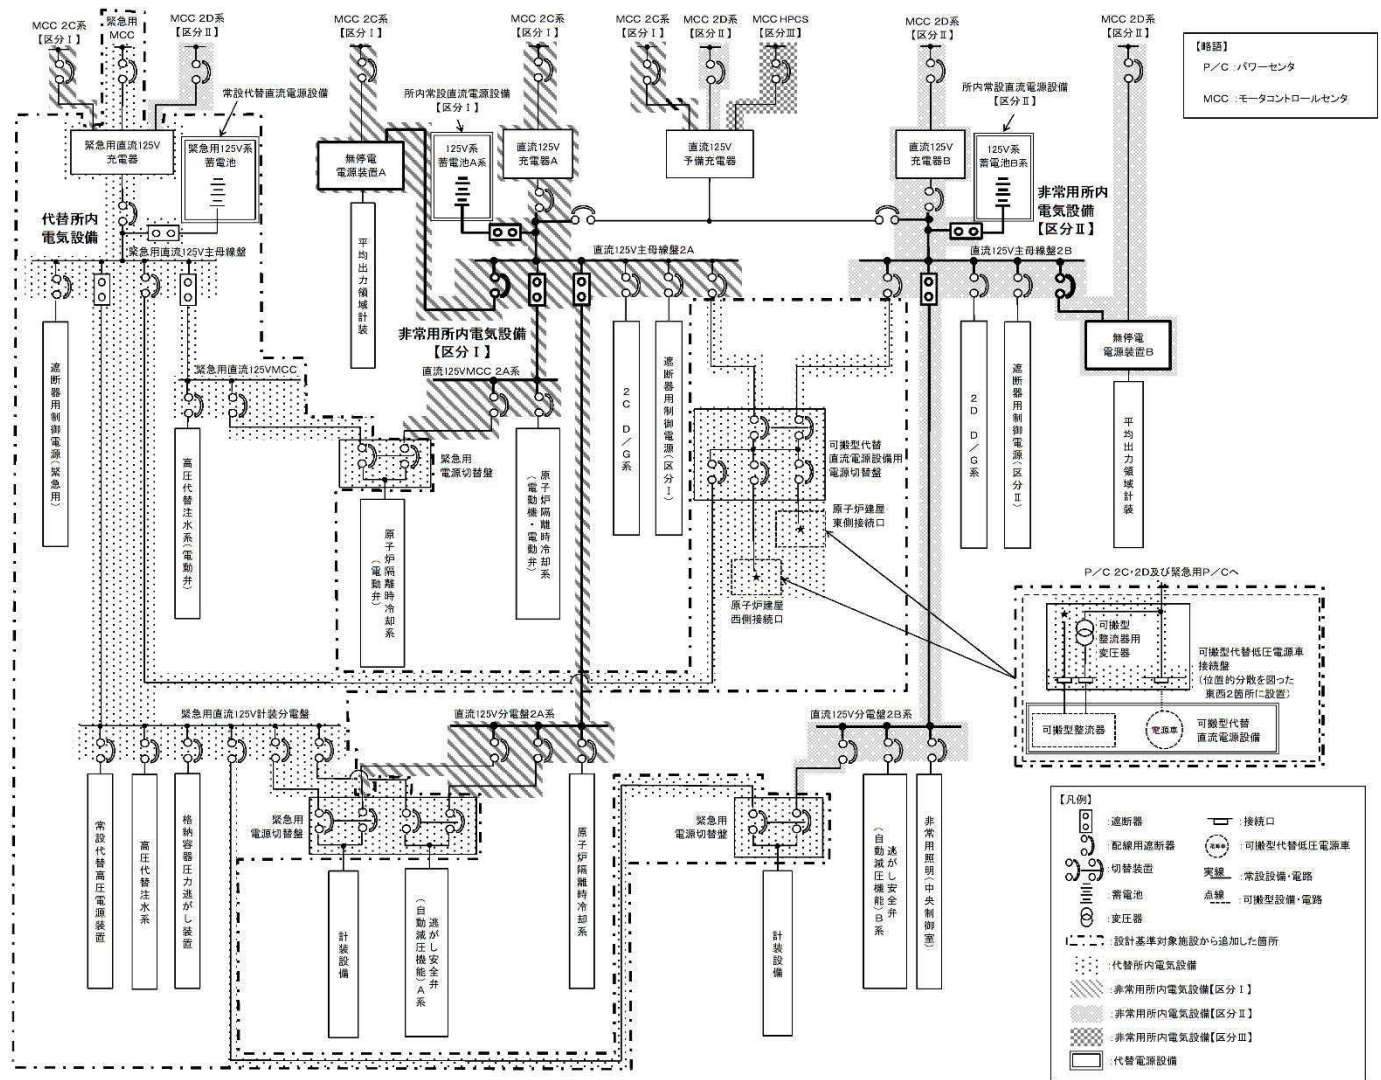 MCC 2C系
【区分Ⅰ】
緊急用
MCC
MCC 2D系
【区分Ⅱ】
MCC 2C系
【区分Ⅰ】
MCC 2C系
【区分Ⅰ】
MCC 2C系
【区分Ⅰ】
MCC 2D系
【区分Ⅱ】
MCC HPCS
【区分Ⅲ】
MCC 2D系
【区分Ⅱ】
MCC 2D系
【区分Ⅱ】
【略語】
P/C :パワーセンタ
MCC :モータコントロールセンタ
常設代替直流電源設備
所内常設直流電源設備
【区分Ⅰ】
所内常設直流電源設備
【区分Ⅱ】
緊急用直流125V
充電器
緊急用125V系
蓄電池
無停電
電源装置A
125V系
蓄電池A系
直流125V
充電器A
直流125V
予備充電器
直流125V
充電器B
125V系
蓄電池B系
代替所内
電気設備
非常用所内
電気設備
【区分Ⅱ】
緊急用直流125V主母線盤
平均出力領域計装
直流125V主母線盤2A
直流125V主母線盤2B
非常用所内電気設備
【区分Ⅰ】
無停電
電源装置B
遮断器用制御電源(緊急用)
緊急用直流125VMCC
直流125VMCC 2A系
2C D/G系
遮断器用制御電源(区分Ⅰ)
2D D/G系
遮断器用制御電源(区分Ⅱ)
平均出力領域計装
高圧代替注水系(電動弁)
緊急用
電源切替盤
原子炉隔離時冷却系
(電動弁)
原子炉隔離時冷却系
(電動機・電動弁)
可搬型代替
直流電源設備用
電源切替盤
原子炉建屋
東側接続口
原子炉建屋
西側接続口
P/C 2C・2D及び緊急用P/Cへ
可搬型
整流器用
変圧器
可搬型代替低圧電源車
接続盤
(位置的分散を図った
東西2箇所に設置)
可搬型整流器
電源車
可搬型代替
直流電源設備
緊急用直流125V計装分電盤
直流125V分電盤2A系
直流125V分電盤2B系
常設代替高圧電源装置
高圧代替注水系
格納容器圧力逃がし装置
緊急用
電源切替盤
計装設備
逃がし安全弁
(自動減圧機能)A系
原子炉隔離時冷却系
緊急用
電源切替盤
計装設備
逃がし安全弁
(自動減圧機能)B系
非常用照明(中央制御室)
【凡例】
:遮断器
:配線用遮断器
:切替装置
:蓄電池
:変圧器
:接続口
電源車
:可搬型代替低圧電源車
実線
:常設設備・電路
点線
:可搬型設備・電路
:設計基準対象施設から追加した箇所
:代替所内電気設備
:非常用所内電気設備【区分Ⅰ】
:非常用所内電気設備【区分Ⅱ】
:非常用所内電気設備【区分Ⅲ】
:代替電源設備